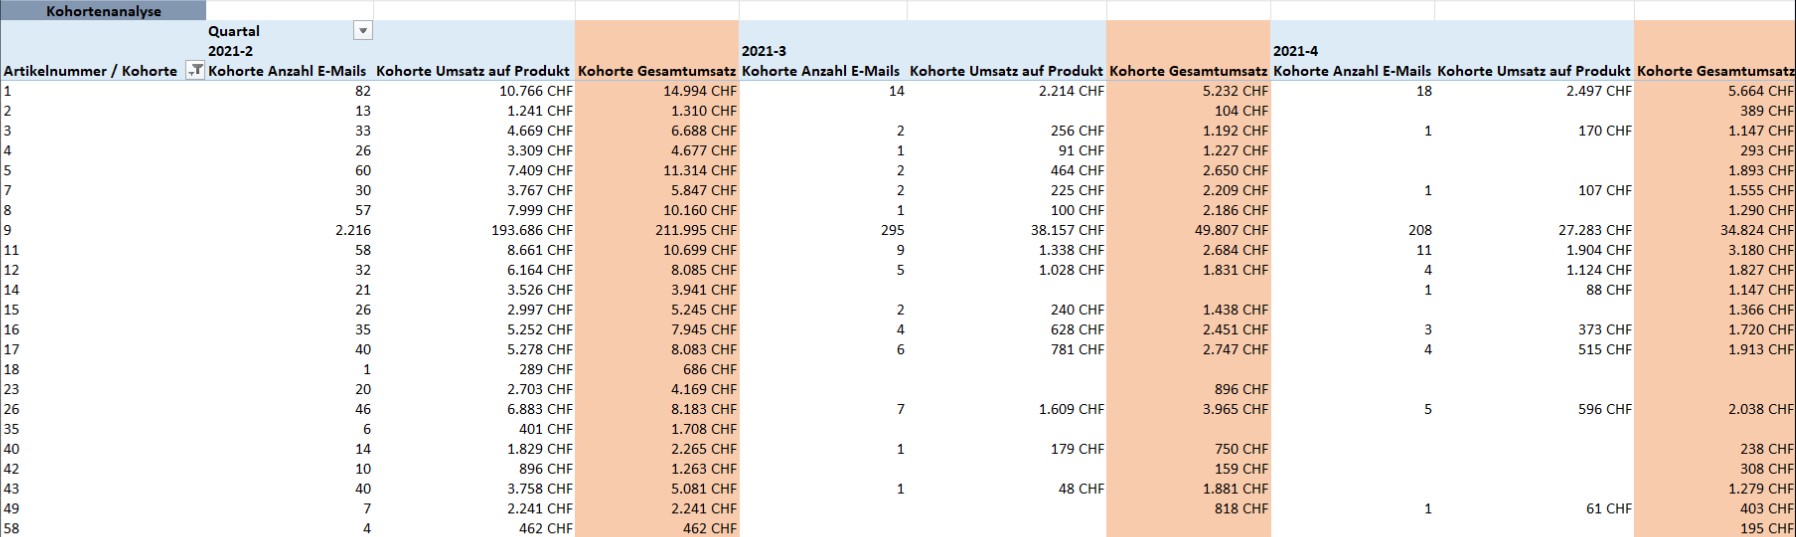 Kohortenanalyse
Quartal
2021-2 2021-3 2021-4
Artikelnummer / Kohorte Kohorte Anzahl E-Mails Kohorte Umsatz auf Produkt Kohorte Gesamtumsatz Kohorte Anzahl E-Mails Kohorte Umsatz auf Produkt Kohorte Gesamtumsatz Kohorte Anzahl E-Mails Kohorte Umsatz auf Produkt Kohorte Gesamtumsatz
1 82 10.766 CHF 14.994 CHF 14 2.214 CHF 5.232 CHF 18 2.497 CHF 5.664 CHF
2 13 1.241 CHF 1.310 CHF 104 CHF 389 CHF
3 33 4.669 CHF 6.688 CHF 2 256 CHF 1.192 CHF 1 170 CHF 1.147 CHF
4 26 3.309 CHF 4.677 CHF 1 91 CHF 1.227 CHF 293 CHF
5 60 7.409 CHF 11.314 CHF 2 464 CHF 2.650 CHF 1.893 CHF
7 30 3.767 CHF 5.847 CHF 2 225 CHF 2.209 CHF 1 107 CHF 1.555 CHF
8 57 7.999 CHF 10.160 CHF 1 100 CHF 2.186 CHF 1.290 CHF
9 2.216 193.686 CHF 211.995 CHF 295 38.157 CHF 49.807 CHF 208 27.283 CHF 34.824 CHF
11 58 8.661 CHF 10.699 CHF 9 1.338 CHF 2.684 CHF 11 1.904 CHF 3.180 CHF
12 32 6.164 CHF 8.085 CHF 5 1.028 CHF 1.831 CHF 4 1.124 CHF 1.827 CHF
14 21 3.526 CHF 3.941 CHF 1 88 CHF 1.147 CHF
15 26 2.997 CHF 5.245 CHF 2 240 CHF 1.438 CHF 1.366 CHF
16 35 5.252 CHF 7.945 CHF 4 628 CHF 2.451 CHF 3 373 CHF 1.720 CHF
17 40 5.278 CHF 8.083 CHF 6 781 CHF 2.747 CHF 4 515 CHF 1.913 CHF
18 1 289 CHF 686 CHF
23 20 2.703 CHF 4.169 CHF 896 CHF
26 46 6.883 CHF 8.183 CHF 7 1.609 CHF 3.965 CHF 5 596 CHF 2.038 CHF
35 6 401 CHF 1.708 CHF
40 14 1.829 CHF 2.265 CHF 1 179 CHF 750 CHF 238 CHF
42 10 896 CHF 1.263 CHF 159 CHF 308 CHF
43 40 3.758 CHF 5.081 CHF 1 48 CHF 1.881 CHF 1.279 CHF
49 7 2.241 CHF 2.241 CHF 818 CHF 1 61 CHF 403 CHF
58 4 462 CHF 462 CHF 195 CHF